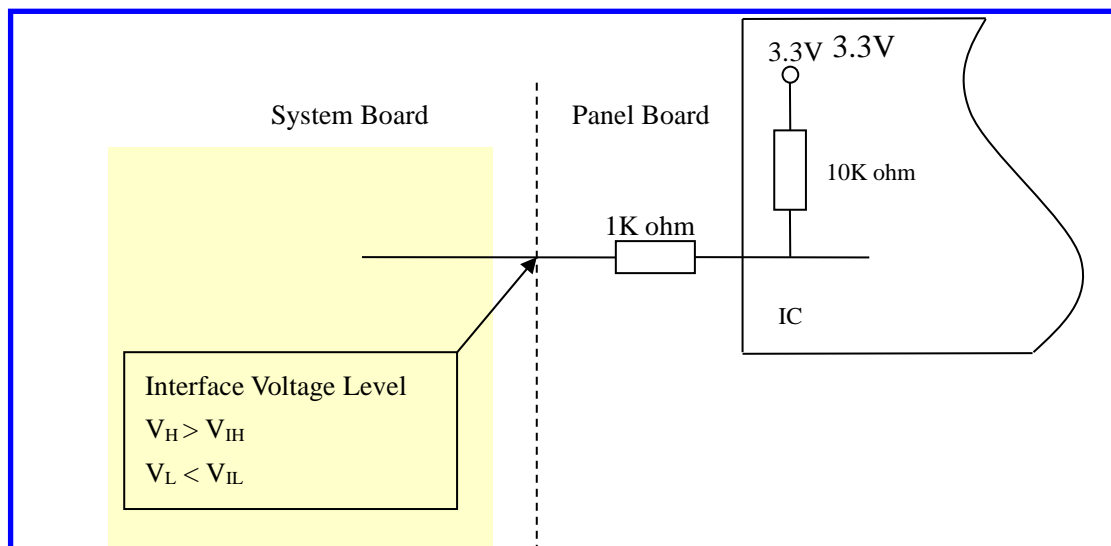 3.3V 3.3V
System Board
Panel Board
10K ohm
1K ohm
IC
Interface Voltage Level
VH > VIH
VL < VIL